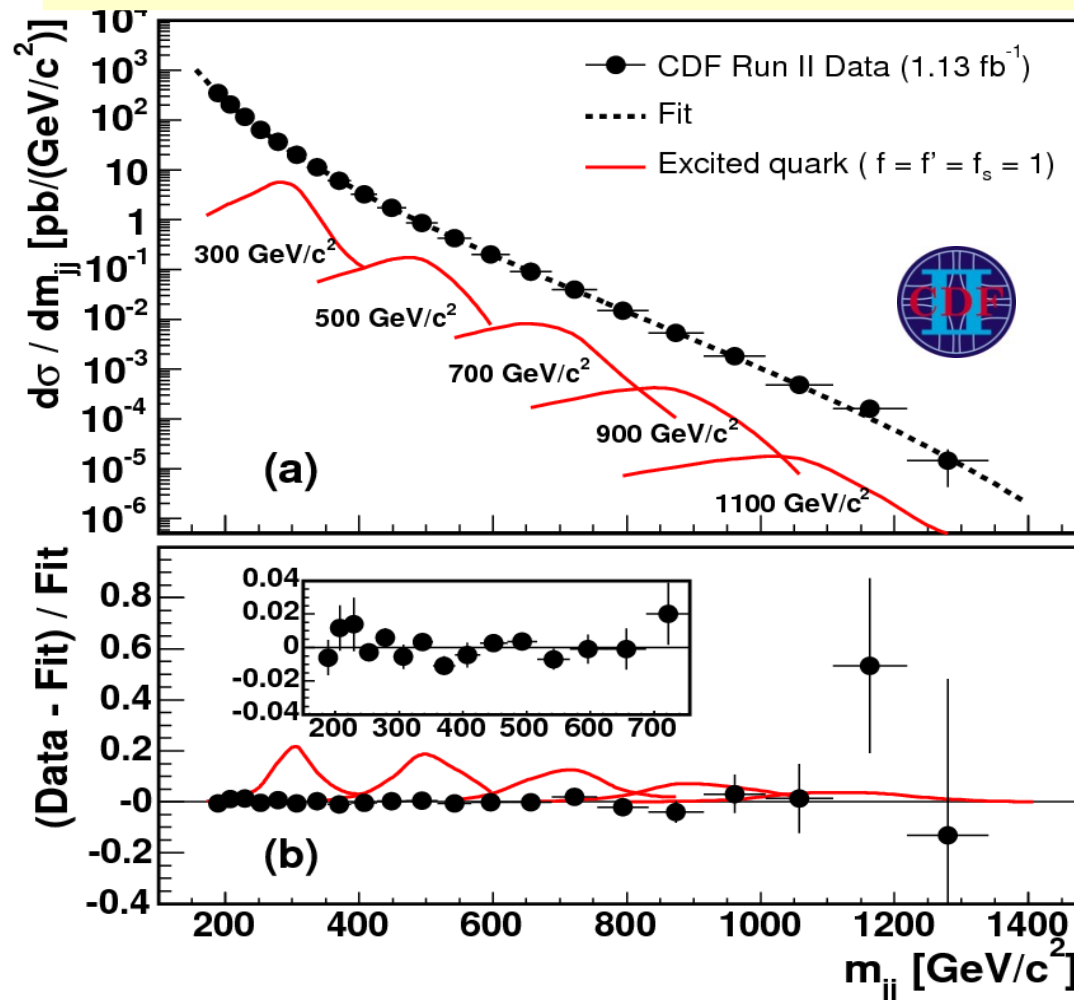 CDF Run II Data (1.13 fb⁻¹)
Fit
Excited quark ( f = f' = fₛ = 1)
dσ / dm_jj [pb/(GeV/c²)]
10⁴
10³
10²
10
1
10⁻¹
10⁻²
10⁻³
10⁻⁴
10⁻⁵
10⁻⁶
300 GeV/c²
500 GeV/c²
700 GeV/c²
900 GeV/c²
1100 GeV/c²
II
CDF
(a)
(Data - Fit) / Fit
0.8
0.6
0.4
0.2
-0
-0.2
-0.4
0.04
0.02
0
-0.02
-0.04
200 300 400 500 600 700
(b)
200 400 600 800 1000 1200 1400
m_jj [GeV/c²]